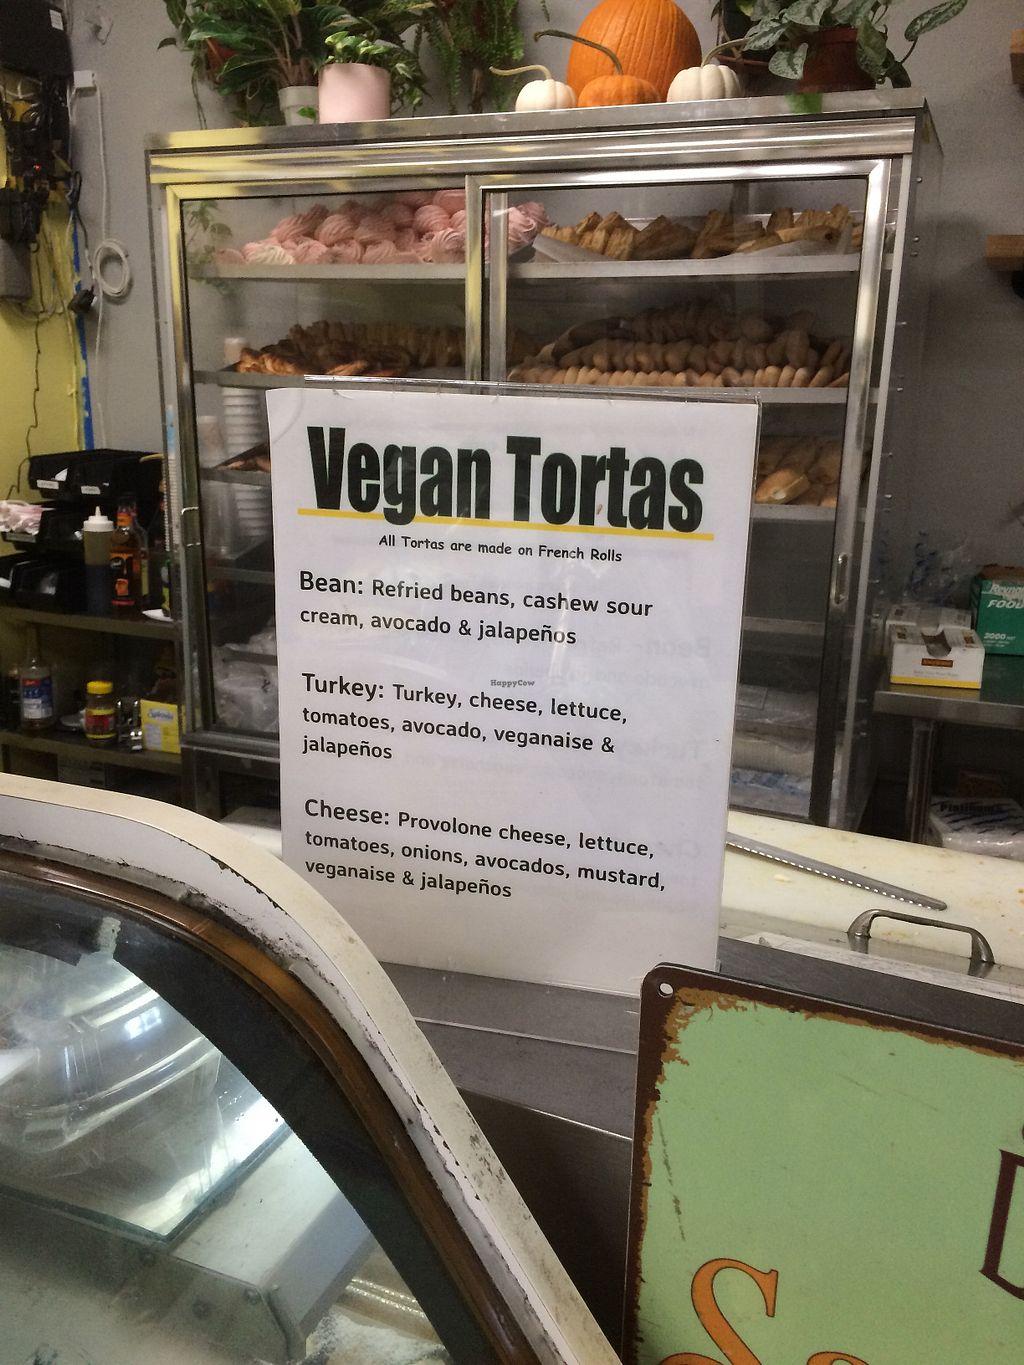 Vegan Tortas
All Tortas are made on French Rolls
Bean: Refried beans, cashew sour
cream, avocado & jalapeños
HappyCow
Turkey: Turkey, cheese, lettuce,
tomatoes, avocado, veganaise &
jalapeños
Cheese: Provolone cheese, lettuce,
tomatoes, onions, avocados, mustard,
veganaise & jalapeños